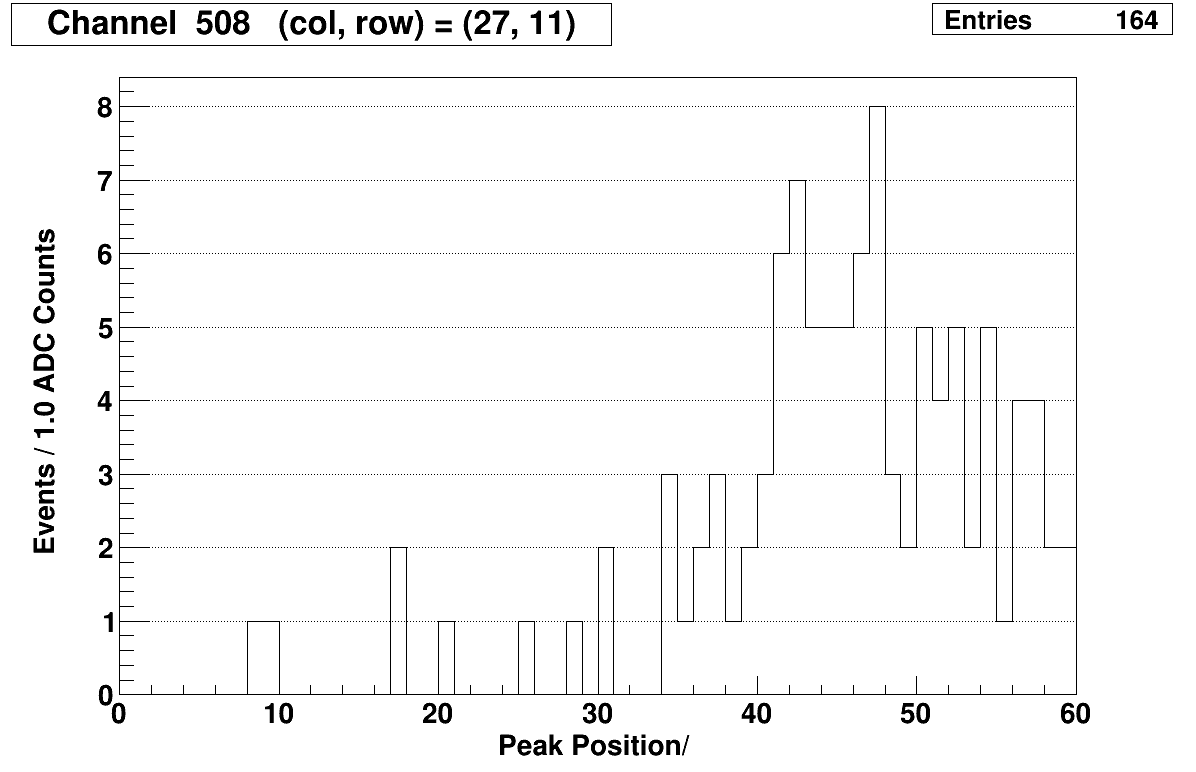 Channel 508 (col, row) = (27, 11)
Entries 164
8
7
6
5
4
3
2
1
0
Events / 1.0 ADC Counts
0 10 20 30 40 50 60
Peak Position/